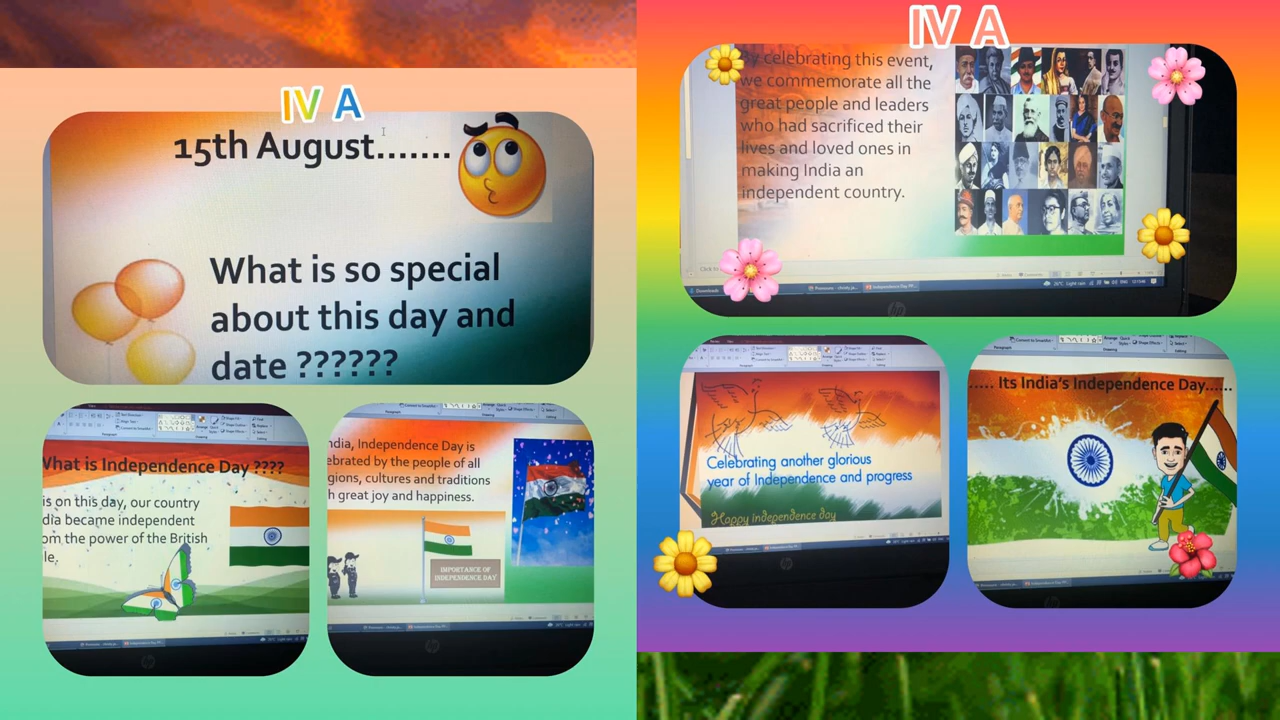 IV A
15th August.......
What is so special
about this day and
date ??????
What is Independence Day ????
is on this day, our country
dia became independent
om the power of the British
le.
ndia, Independence Day is
ebrated by the people of all
gions, cultures and traditions
h great joy and happiness.
IMPORTANCE OF
INDEPENDENCE DAY
IV A
By celebrating this event,
we commemorate all the
great people and leaders
who had sacrificed their
lives and loved ones in
making India an
independent country.
Celebrating another glorious
year of Independence and progress
Happy independence day
..... Its India's Independence Day......